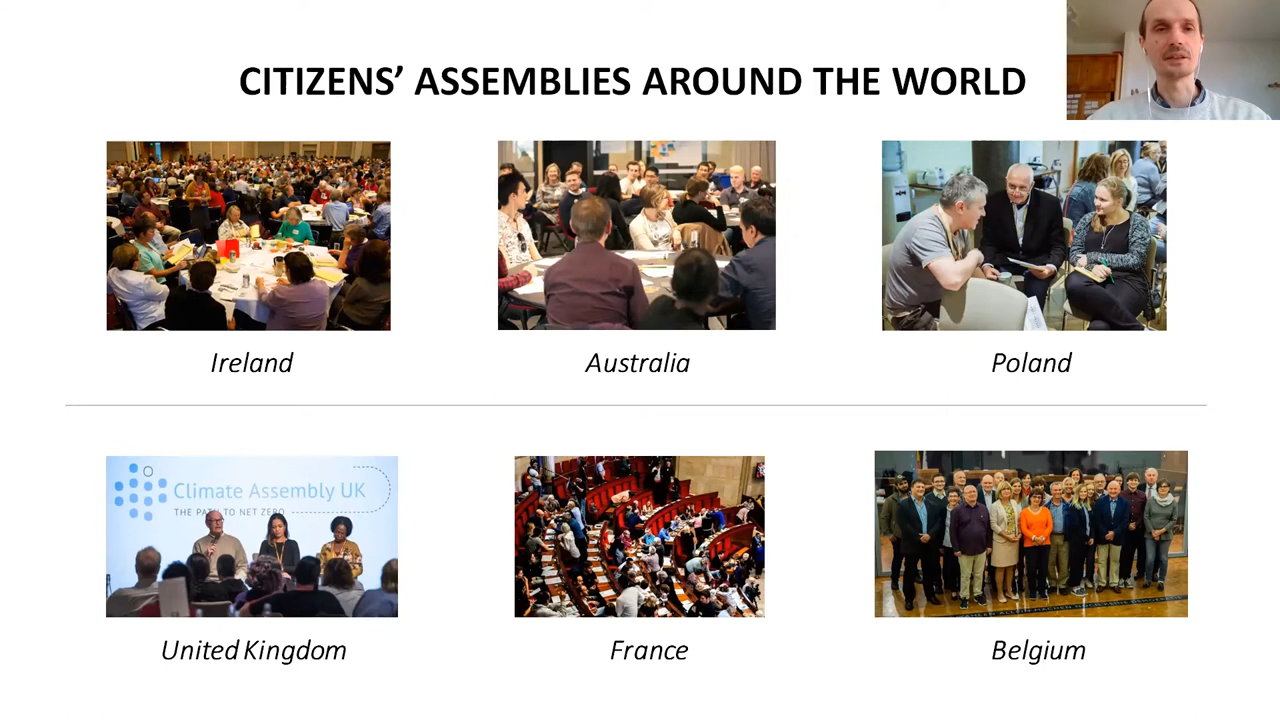 CITIZENS’ ASSEMBLIES AROUND THE WORLD
Ireland
Australia
Poland
Climate Assembly UK
THE PATH TO NET ZERO
United Kingdom
France
Belgium